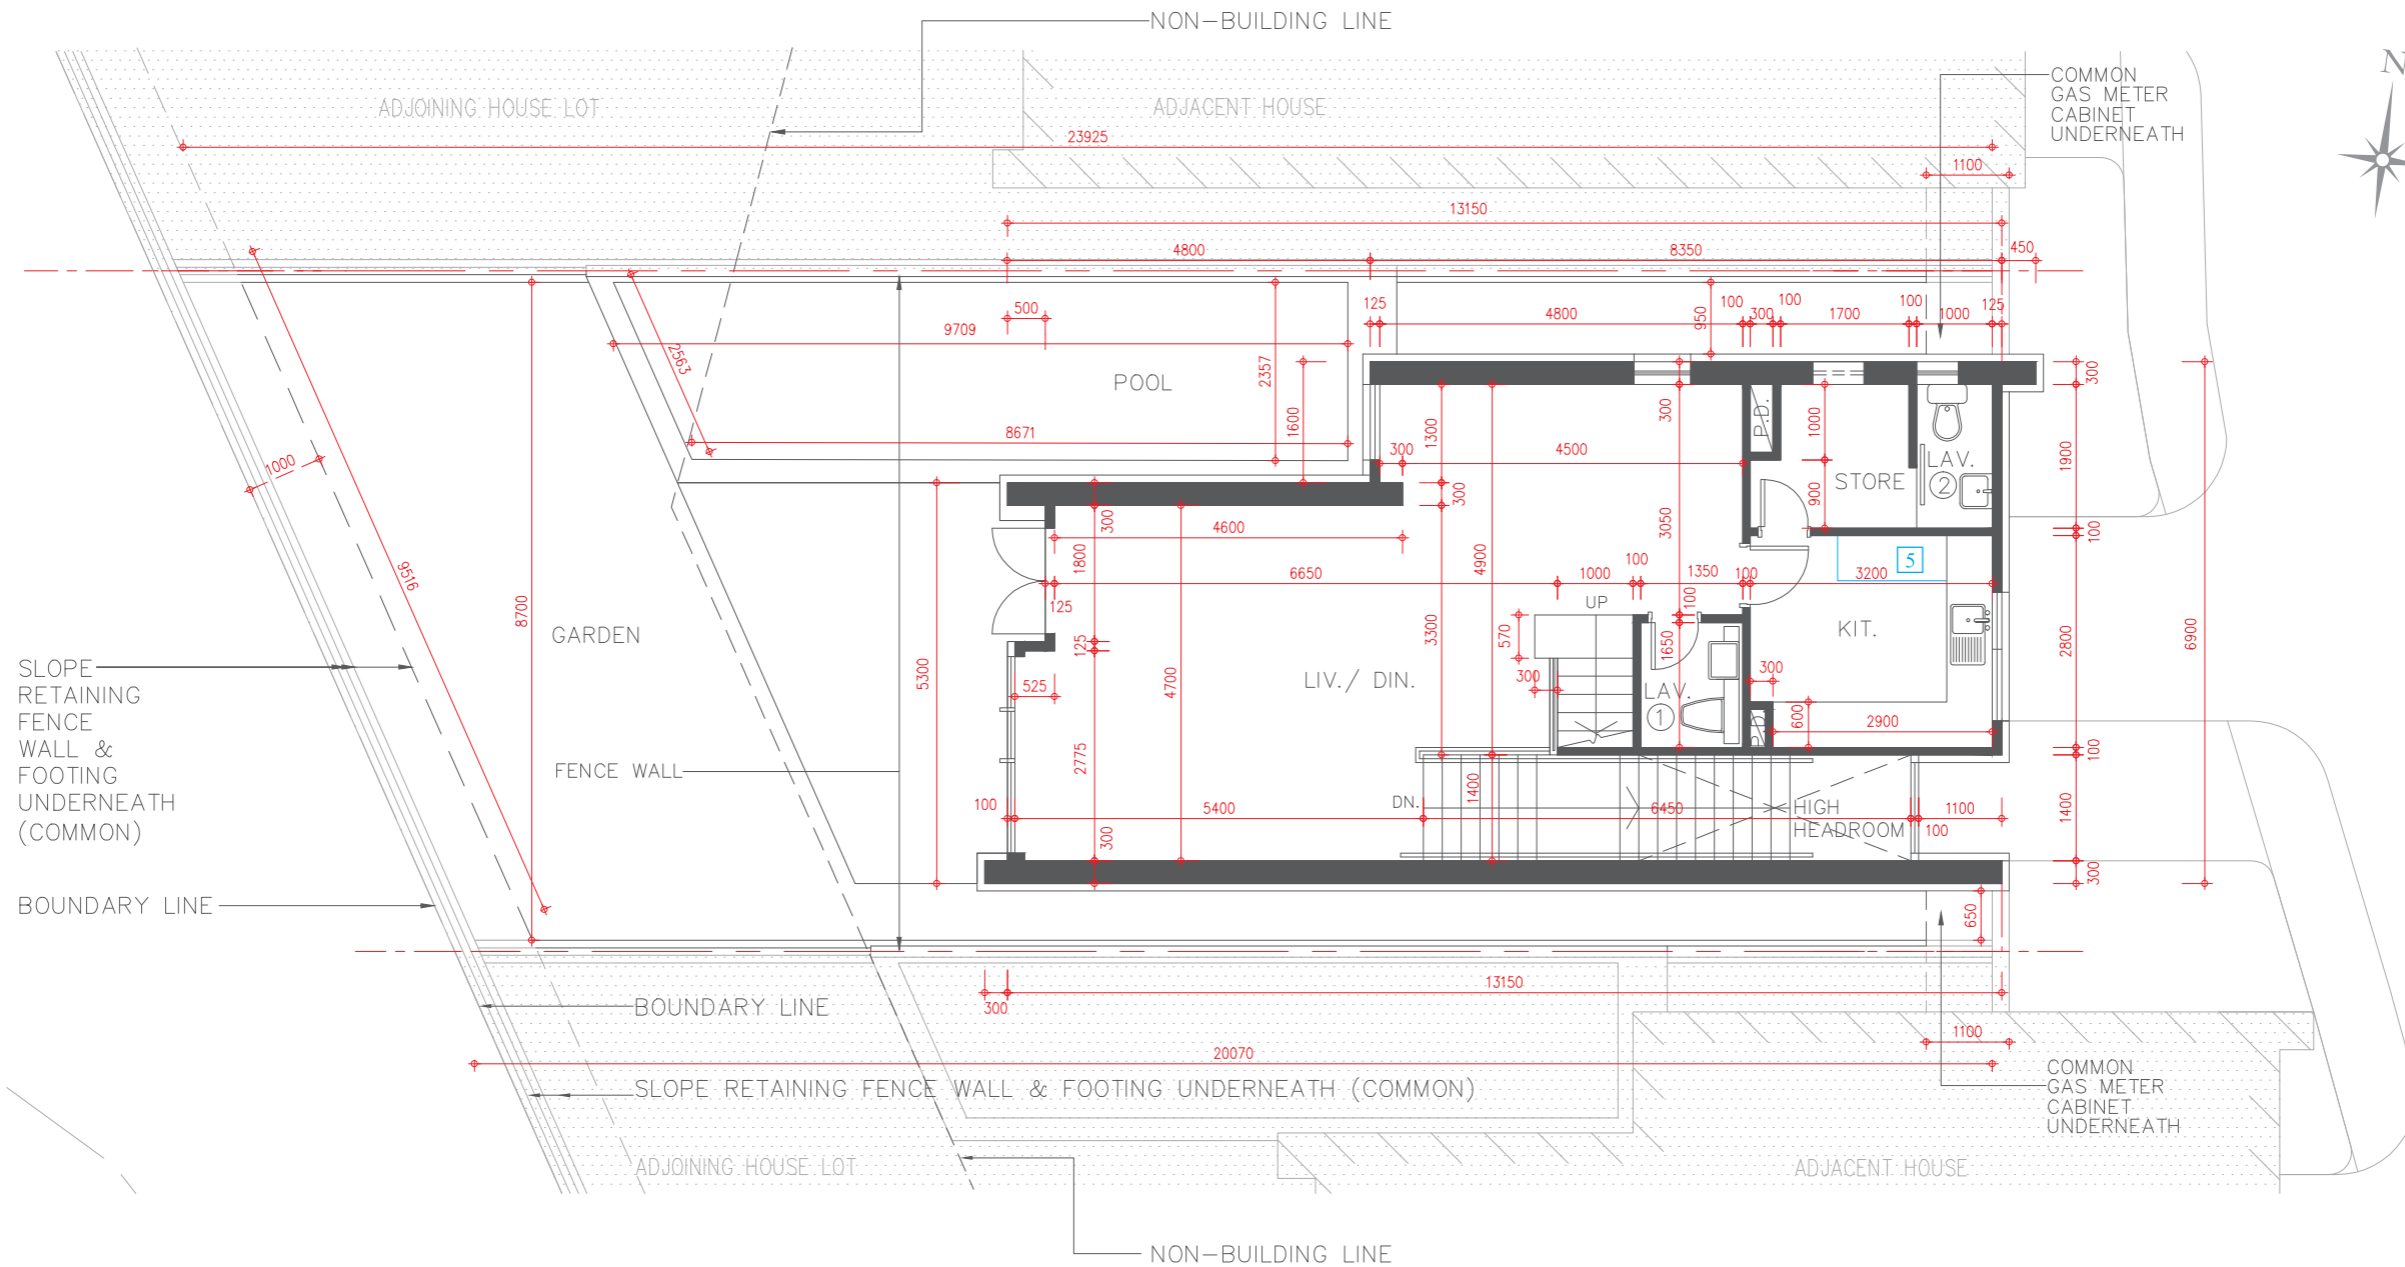 NON-BUILDING LINE
N
COMMON
GAS METER
CABINET
UNDERNEATH
ADJOINING HOUSE LOT
ADJACENT HOUSE
23925
1100
13150
4800
8350
450
500
125
4800
100
300
100
1700
100
1000
125
950
9709
2563
2357
POOL
1600
8671
300
1300
300
4500
300
P.D.
1000
900
STORE
LAV.
2
300
1900
100
1000
9516
8700
5300
300
1800
4600
4900
3050
3300
6650
1000
100
1350
100
3200
5
125
UP
570
100
1650
KIT.
2800
6900
GARDEN
SLOPE
RETAINING
FENCE
WALL &
FOOTING
UNDERNEATH
(COMMON)
125
525
4700
LIV./ DIN.
300
LAV.
1
300
600
2900
P.D.
100
FENCE WALL
2775
100
5400
DN.
1400
6450
HIGH
HEADROOM
1100
100
1400
300
300
BOUNDARY LINE
650
BOUNDARY LINE
300
13150
1100
20070
SLOPE RETAINING FENCE WALL & FOOTING UNDERNEATH (COMMON)
COMMON
GAS METER
CABINET
UNDERNEATH
ADJOINING HOUSE LOT
ADJACENT HOUSE
NON-BUILDING LINE